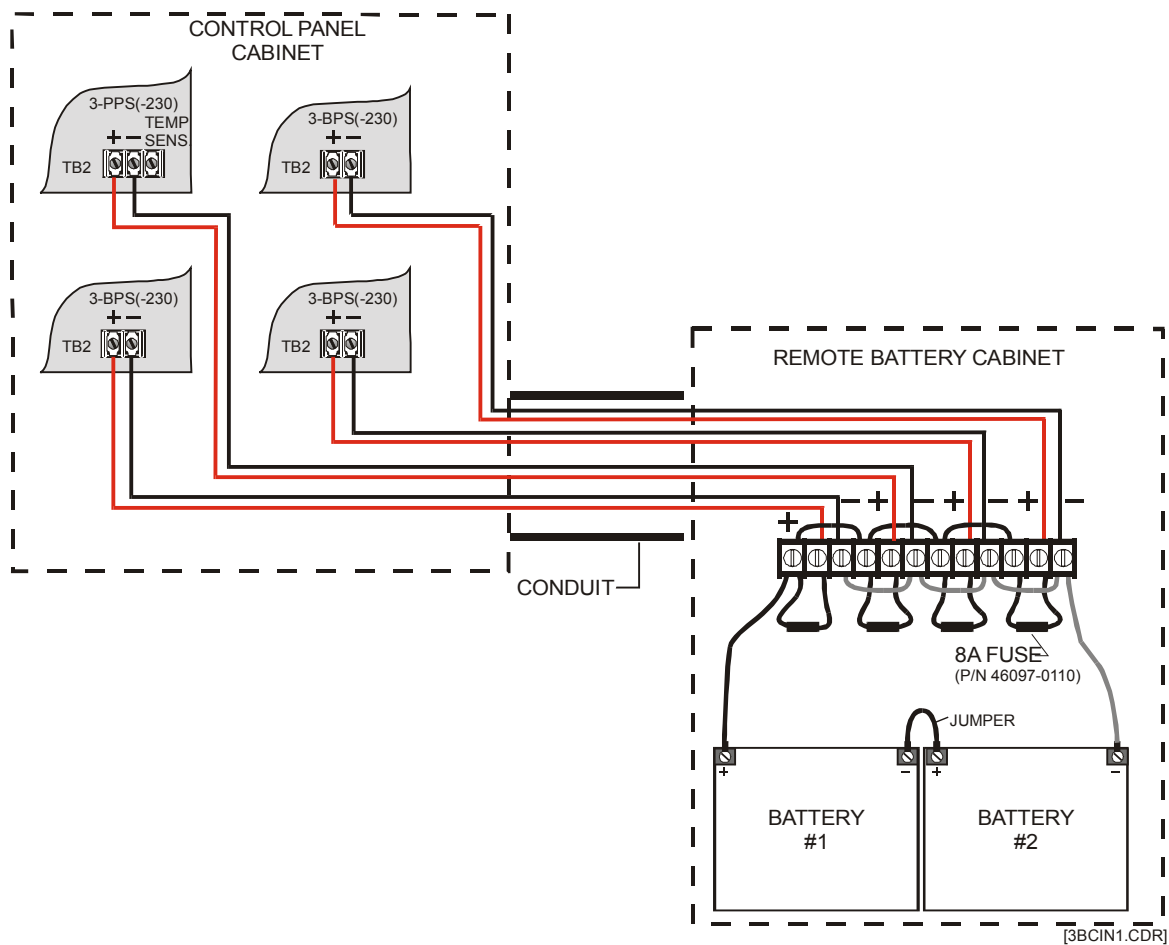 CONTROL PANEL
CABINET
3-PPS(-230)
TEMP
SENS.
+ −
TB2
3-BPS(-230)
+ −
TB2
3-BPS(-230)
+ −
TB2
3-BPS(-230)
+ −
TB2
REMOTE BATTERY CABINET
+ − + − + − + −
CONDUIT
8A FUSE
(P/N 46097-0110)
JUMPER
+ −
BATTERY
#1
+ −
BATTERY
#2
[3BCIN1.CDR]